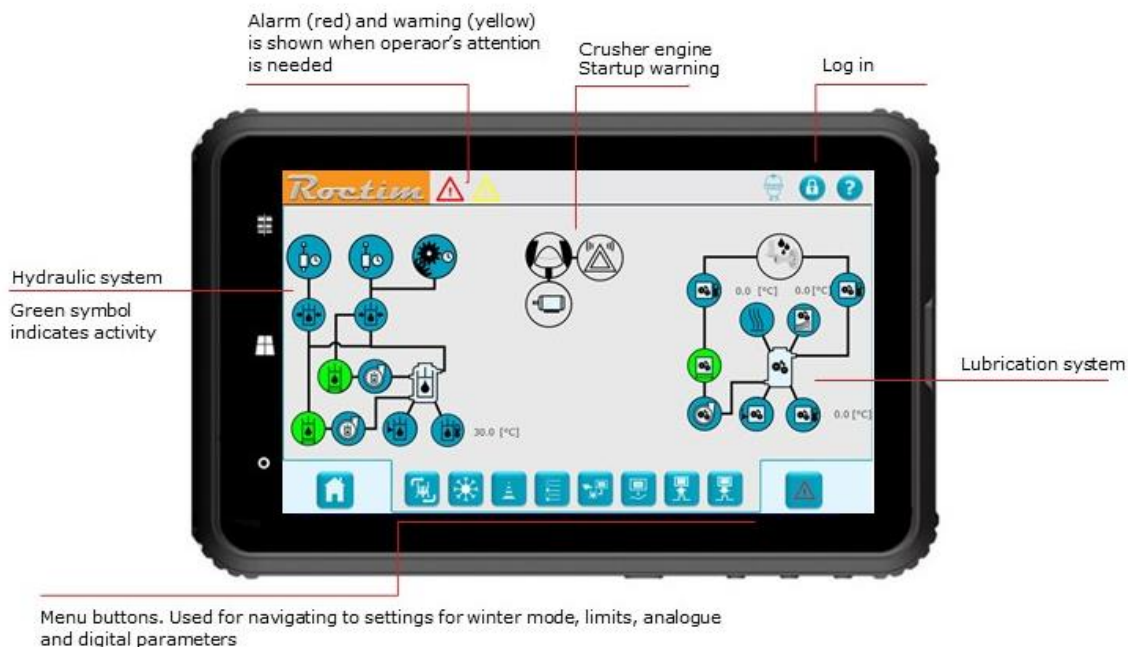 Alarm (red) and warning (yellow)
is shown when operaor's attention
is needed
Crusher engine
Startup warning
Log in
Roctim
?
Hydraulic system
Green symbol
indicates activity
0.0 [°C]
0.0 [°C]
Lubrication system
30.0 [°C]
0.0 [°C]
Menu buttons. Used for navigating to settings for winter mode, limits, analogue
and digital parameters